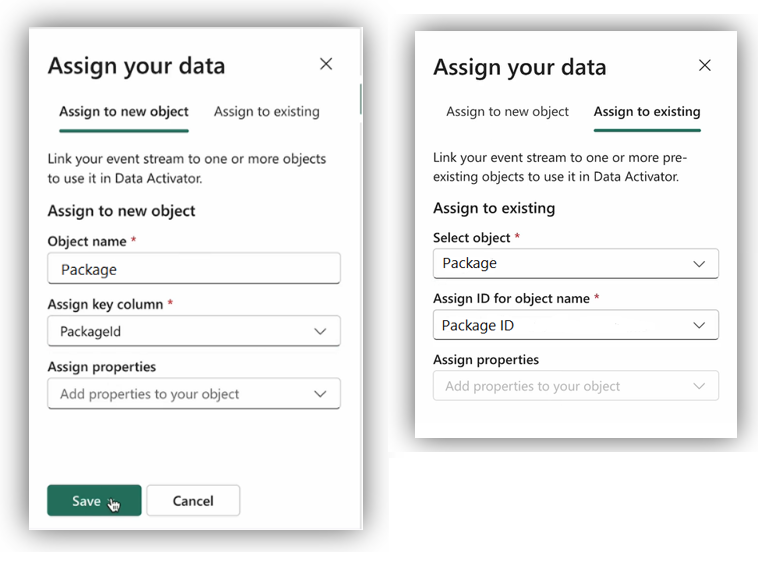 Assign your data
Assign to new object Assign to existing
Link your event stream to one or more objects
to use it in Data Activator.
Assign to new object
Object name *
Package
Assign key column *
PackageId
Assign properties
Add properties to your object
Save Cancel
Assign your data
Assign to new object Assign to existing
Link your event stream to one or more pre-
existing objects to use it in Data Activator.
Assign to existing
Select object *
Package
Assign ID for object name *
Package ID
Assign properties
Add properties to your object